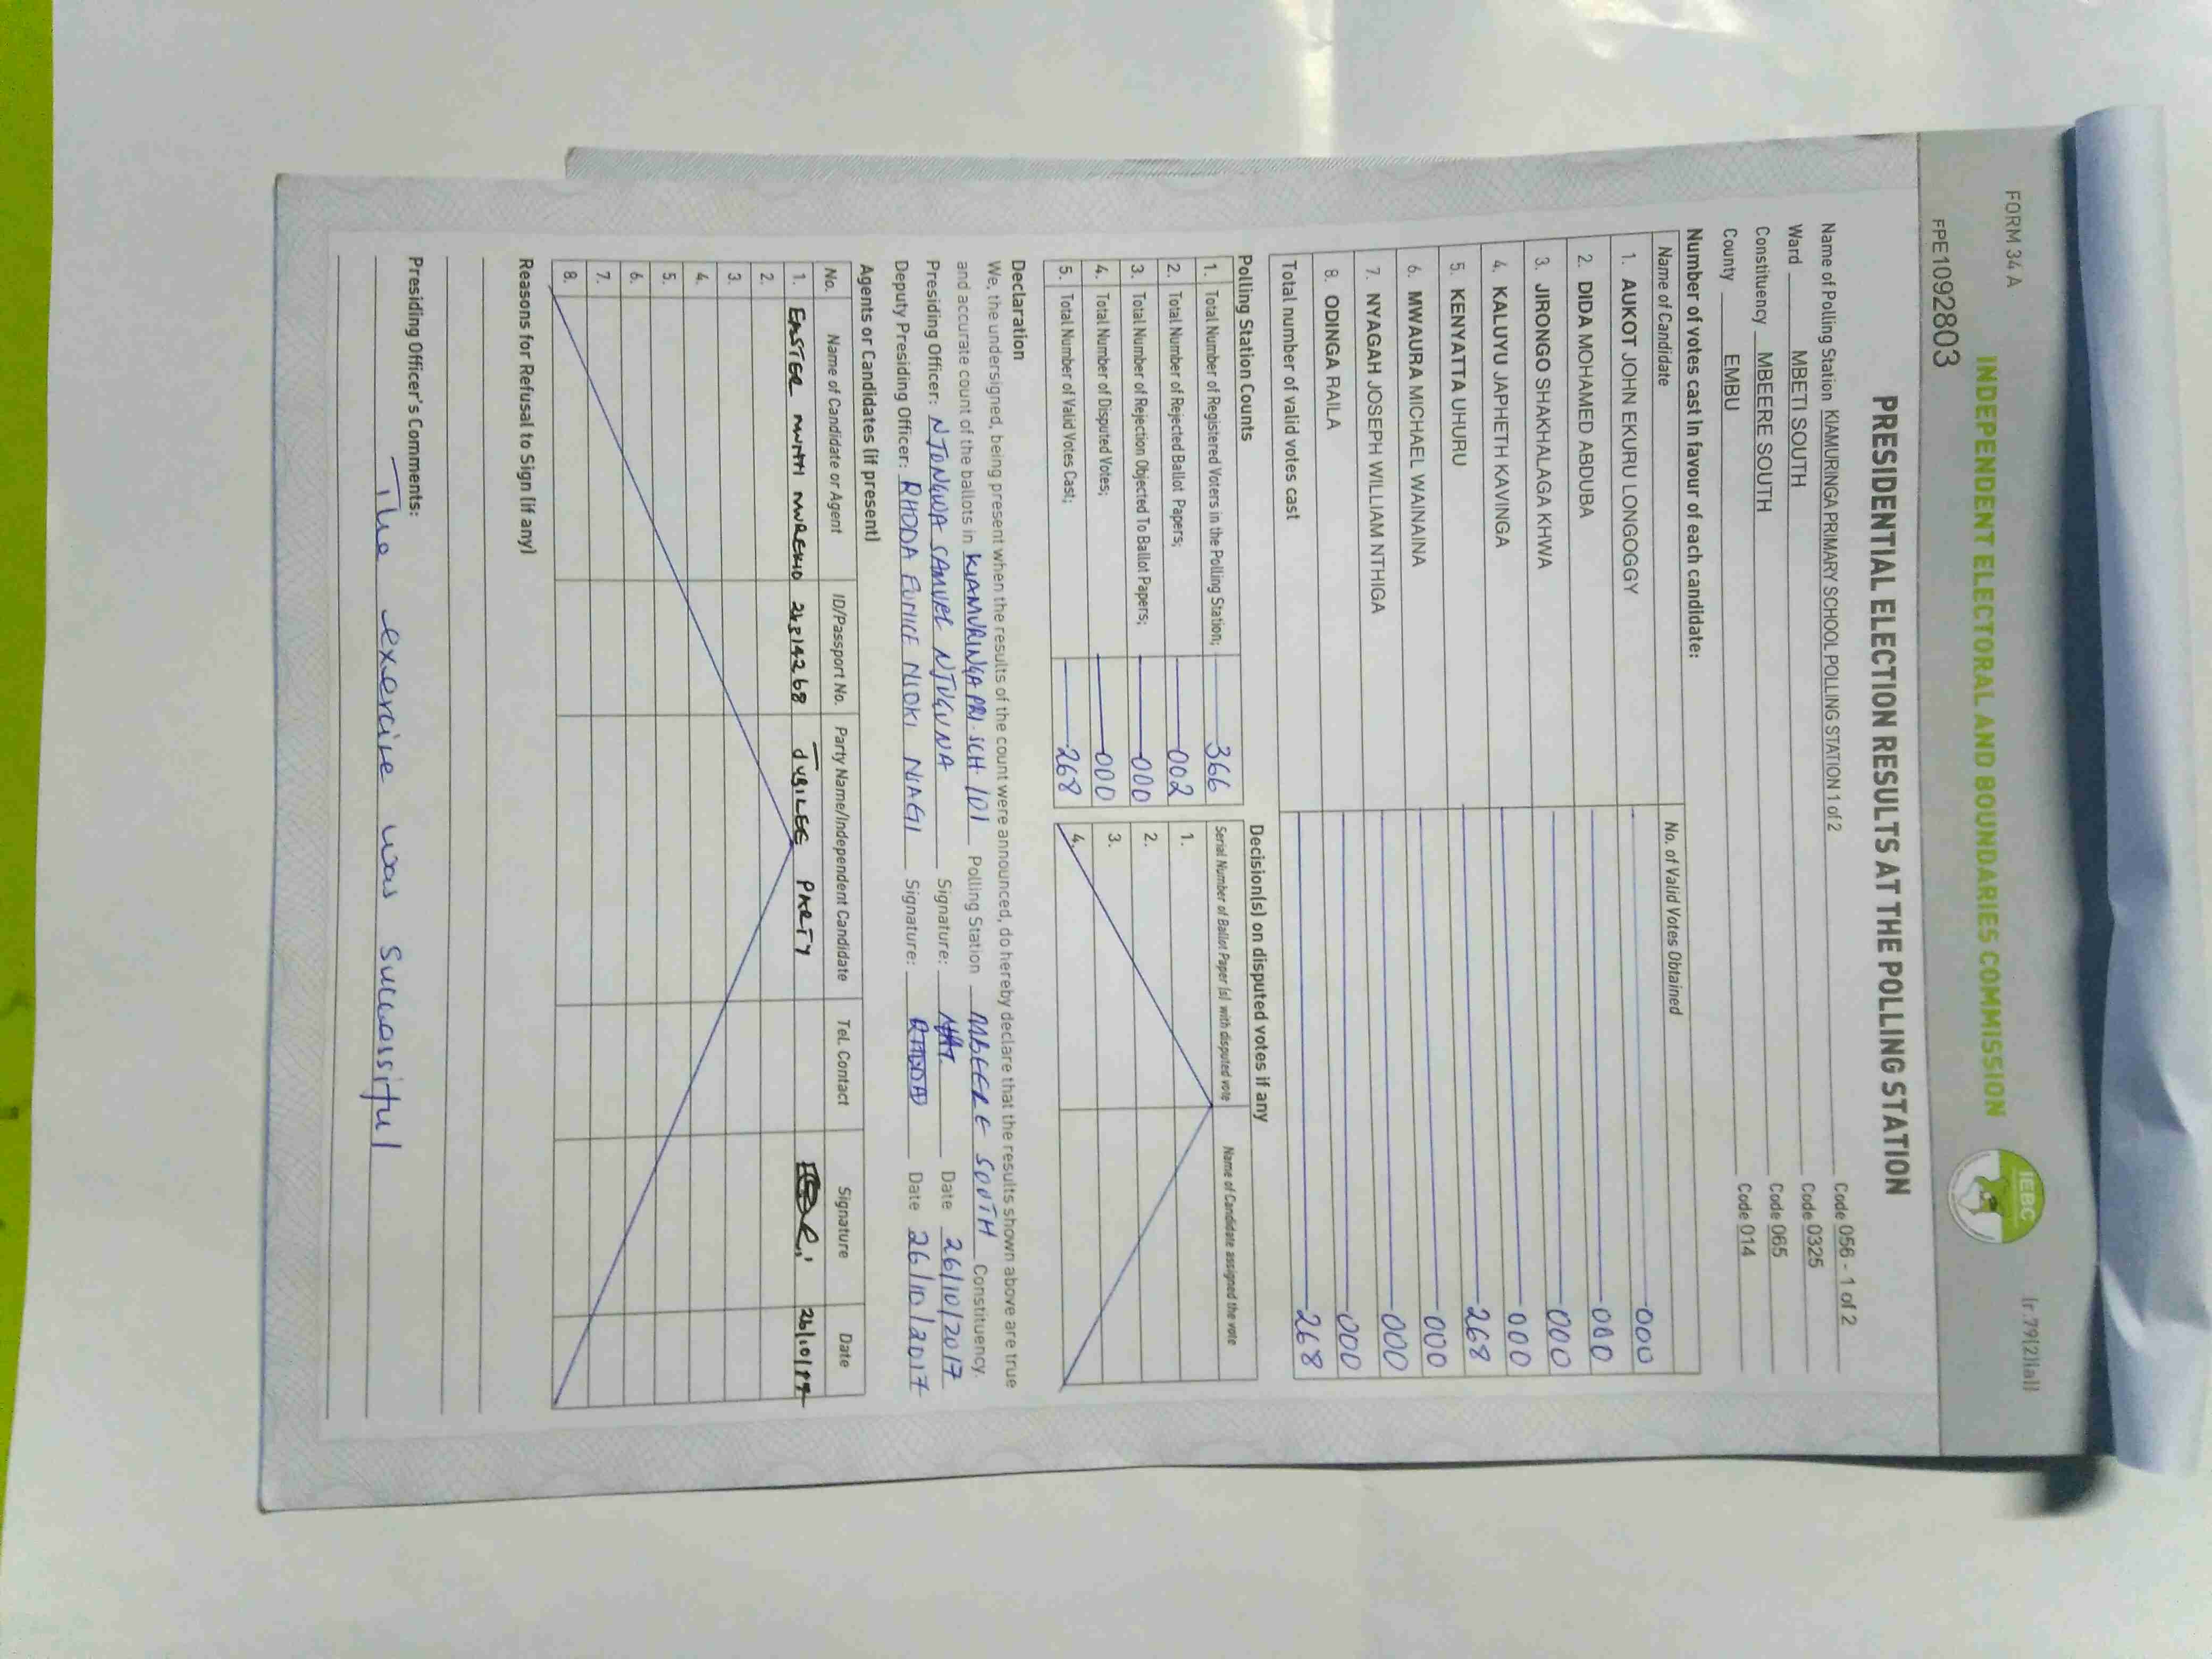 FORM 34 A
(r.79(2)(a))
INDEPENDENT ELECTORAL AND BOUNDARIES COMMISSION
IEBC
FPE1092803
PRESIDENTIAL ELECTION RESULTS AT THE POLLING STATION
Name of Polling Station KIAMURINGA PRIMARY SCHOOL POLLING STATION 1 of 2 Code 056 - 1 of 2
Ward MBETI SOUTH Code 0325
Constituency MBEERE SOUTH Code 065
County EMBU Code 014
Number of votes cast in favour of each candidate:
Name of Candidate No. of Valid Votes Obtained
1. AUKOT JOHN EKURU LONGOGGY 000
2. DIDA MOHAMED ABDUBA 000
3. JIRONGO SHAKHALAGA KHWA 000
4. KALUYU JAPHETH KAVINGA 000
5. KENYATTA UHURU 268
6. MWAURA MICHAEL WAINAINA 000
7. NYAGAH JOSEPH WILLIAM NTHIGA 000
8. ODINGA RAILA 000
Total number of valid votes cast 268
Polling Station Counts
1. Total Number of Registered Voters in the Polling Station; 366
2. Total Number of Rejected Ballot Papers; 002
3. Total Number of Rejection Objected To Ballot Papers; 000
4. Total Number of Disputed Votes; 000
5. Total Number of Valid Votes Cast; 268
Decision(s) on disputed votes if any
Serial Number of Ballot Paper (s) with disputed vote Name of Candidate assigned the vote
1.
2.
3.
4.
Declaration
We, the undersigned, being present when the results of the count were announced, do hereby declare that the results shown above are true
and accurate count of the ballots in KIAMURINGA PRI. SCH. 101 Polling Station MBEERE SOUTH Constituency.
Presiding Officer: SAMUEL Signature: Date 26/10/2017
Deputy Presiding Officer: RHODA EUNICE NJOKI NJAGI Signature: RHODA Date 26/10/2017
Agents or Candidates (if present)
No. Name of Candidate or Agent ID/Passport No. Party Name/Independent Candidate Tel. Contact Signature Date
1. EASTER JUBILEE PARTY 26/10/17
2.
3.
4.
5.
6.
7.
8.
Reasons for Refusal to Sign (if any)
Presiding Officer's Comments:
The exercise was successful